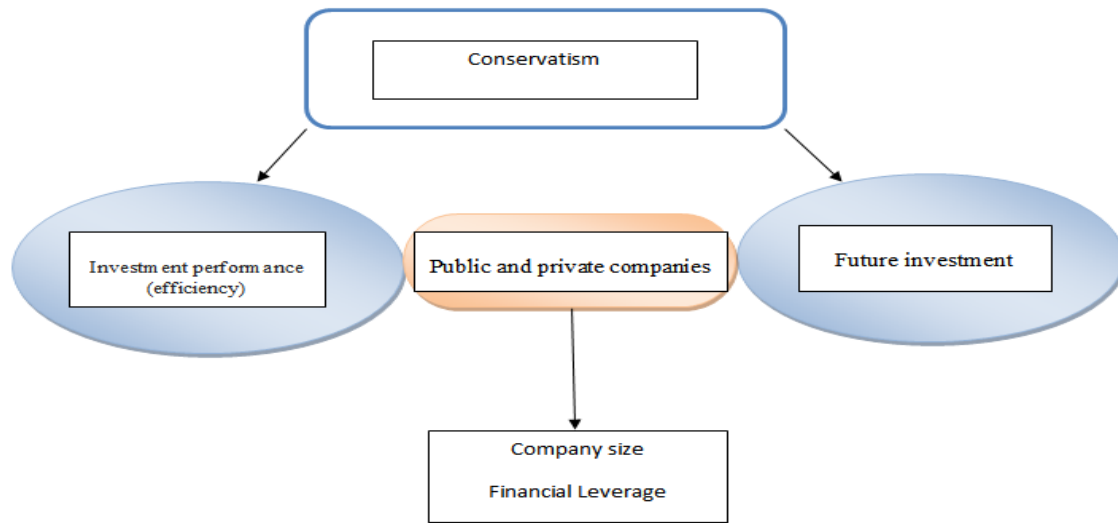 Conservatism
Investment performance
(efficiency)
Public and private companies
Future investment
Company size
Financial Leverage